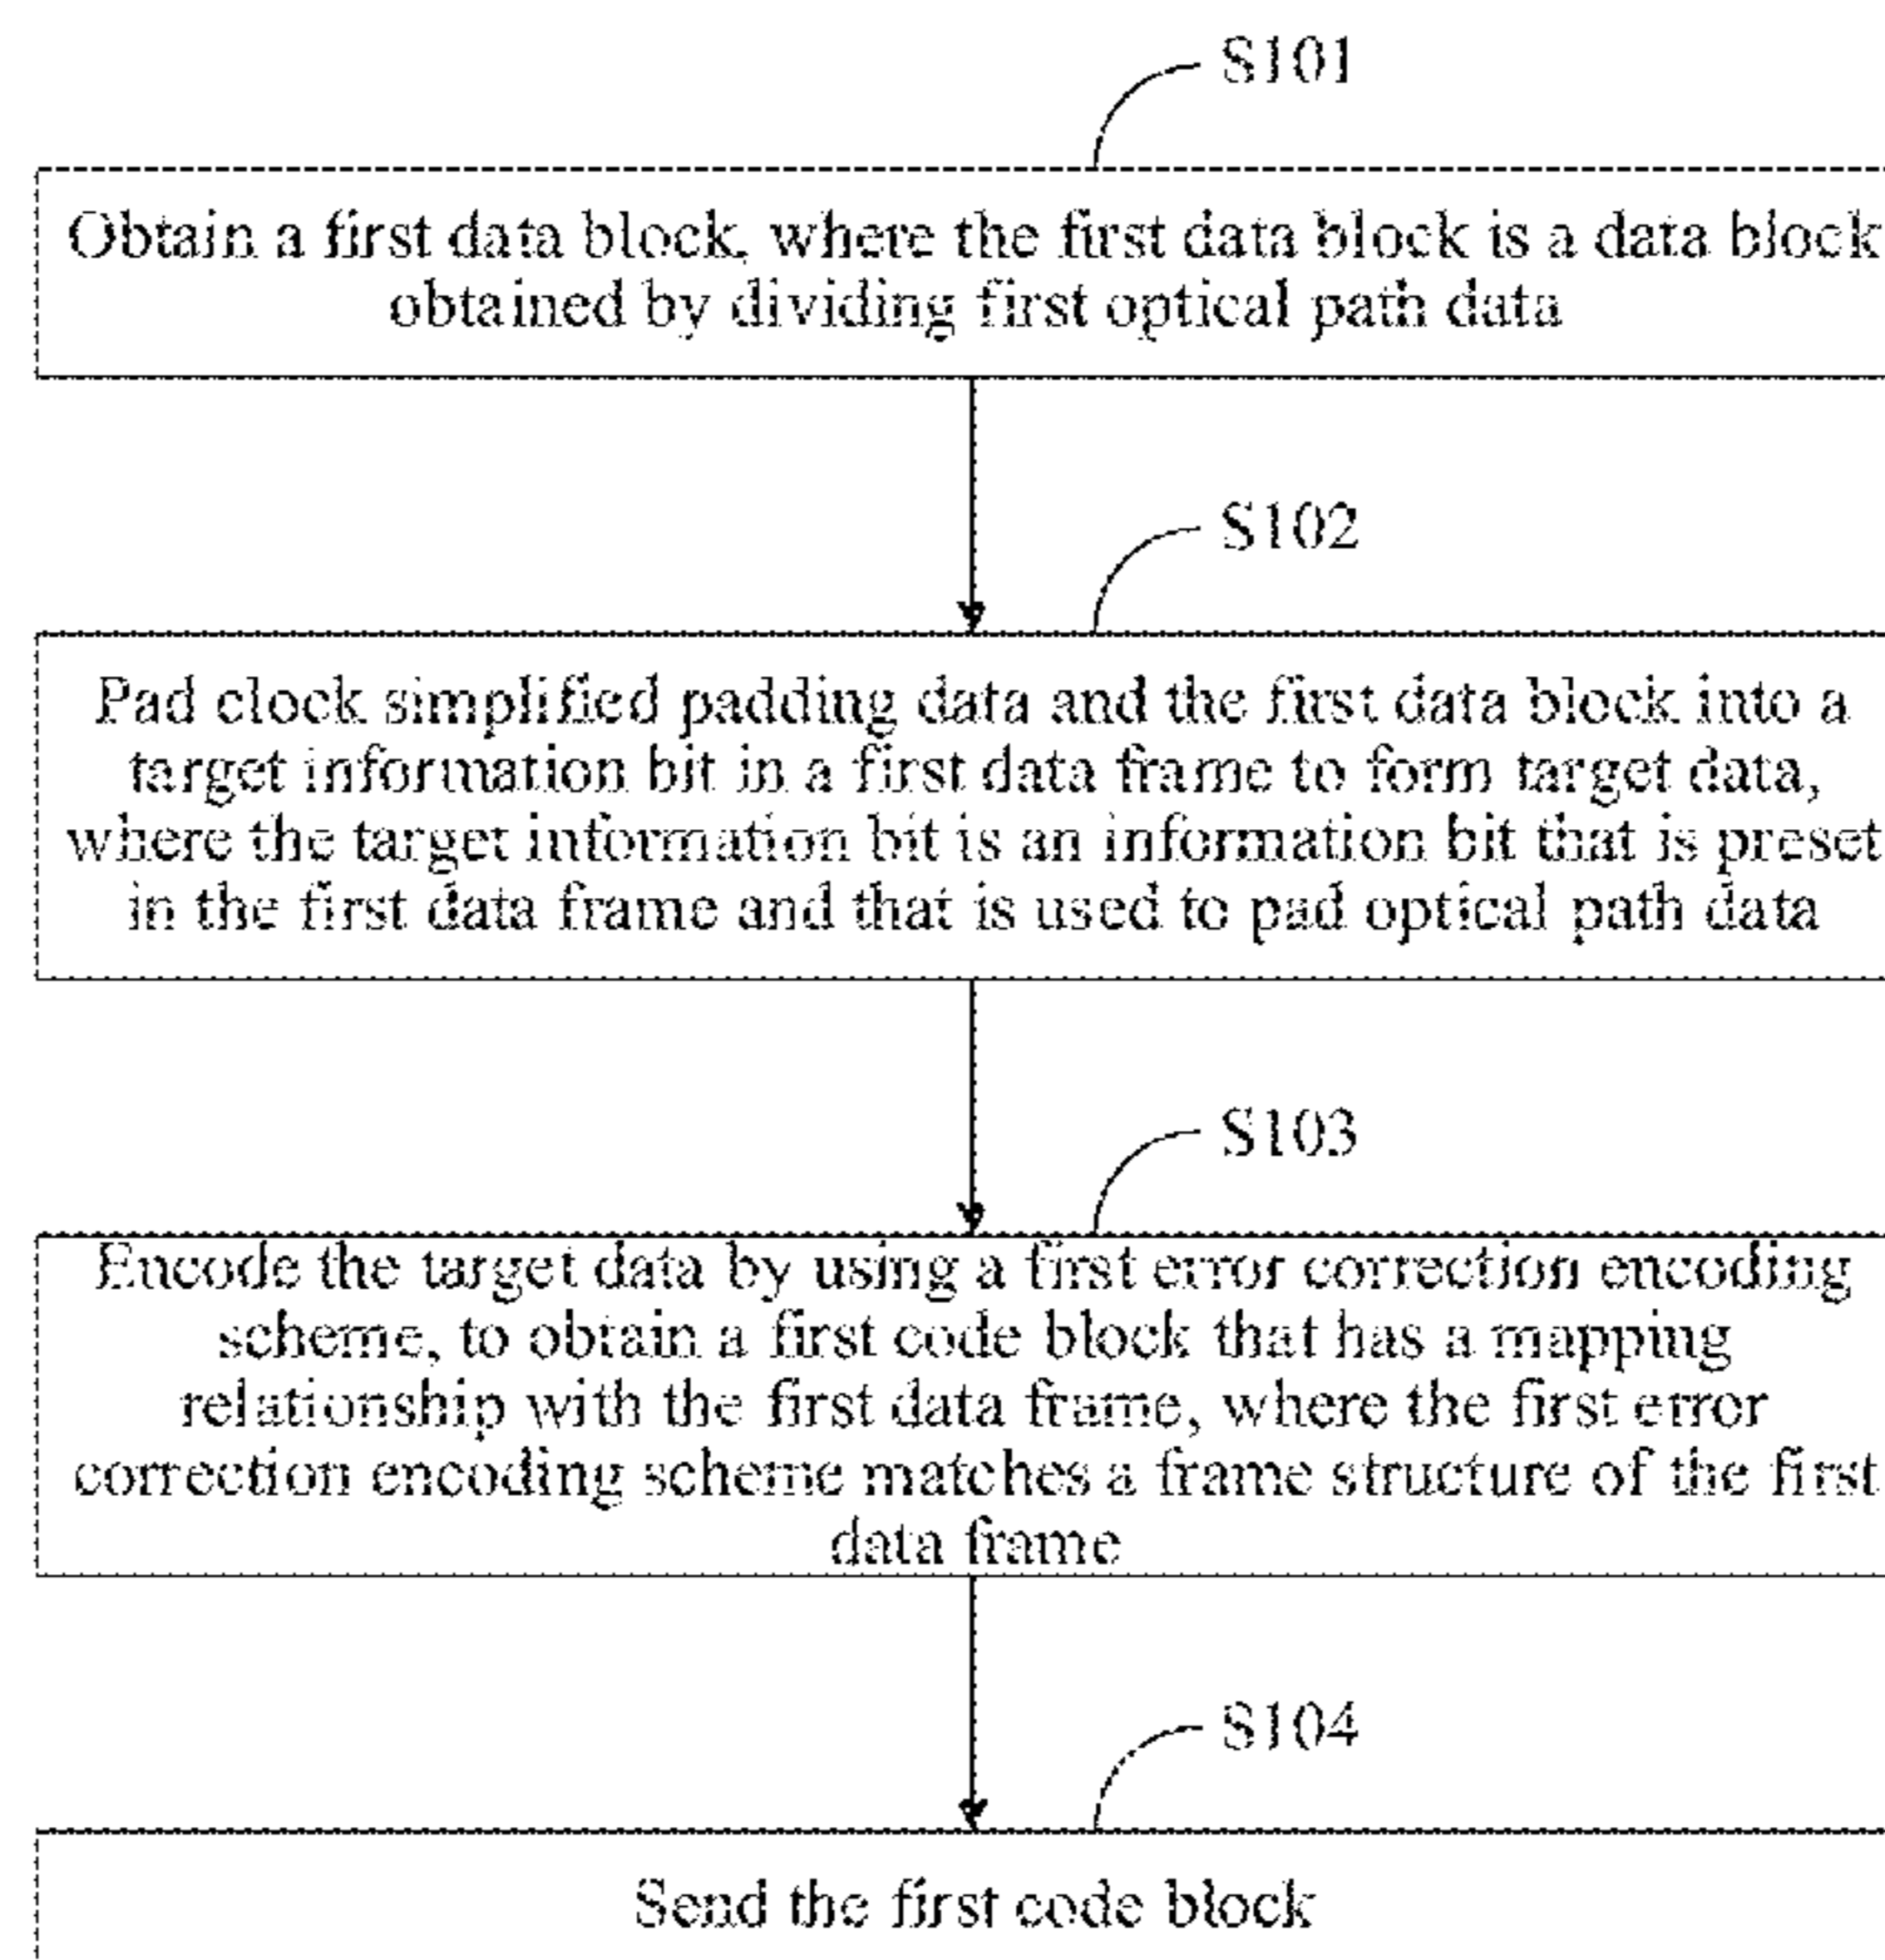 S101
Obtain a first data block, where the first data block is a data block
obtained by dividing first optical path data
S102
Pad clock simplified padding data and the first data block into a
target information bit in a first data frame to form target data,
where the target information bit is an information bit that is preset
in the first data frame and that is used to pad optical path data
S103
Encode the target data by using a first error correction encoding
scheme, to obtain a first code block that has a mapping
relationship with the first data frame, where the first error
correction encoding scheme matches a frame structure of the first
data frame
S104
Send the first code block